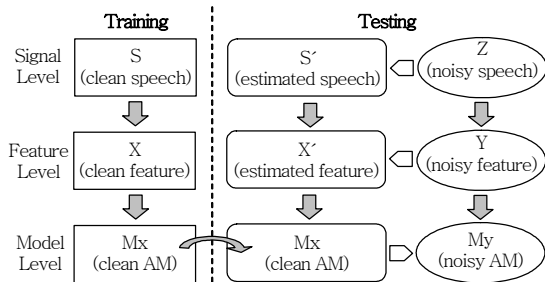 Training
Testing
Signal
Level
S
(clean speech)
S´
(estimated speech)
Z
(noisy speech)
Feature
Level
X
(clean feature)
X´
(estimated feature)
Y
(noisy feature)
Model
Level
Mx
(clean AM)
Mx
(clean AM)
My
(noisy AM)